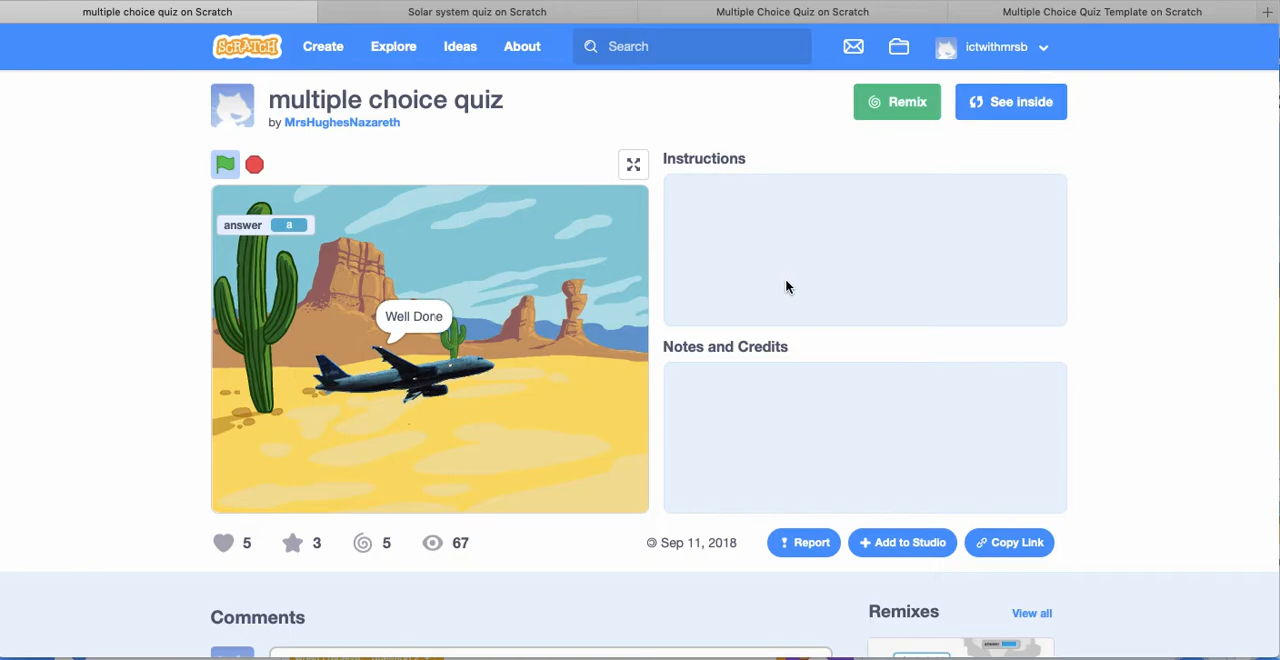 multiple choice quiz on Scratch
Solar system quiz on Scratch
Multiple Choice Quiz on Scratch
Multiple Choice Quiz Template on Scratch
SCRATCH
Create
Explore
Ideas
About
Search
ictwithmrsb
multiple choice quiz
by MrsHughesNazareth
Remix
See inside
Instructions
answer a
Well Done
Notes and Credits
5
3
5
67
© Sep 11, 2018
Report
Add to Studio
Copy Link
Comments
Remixes
View all